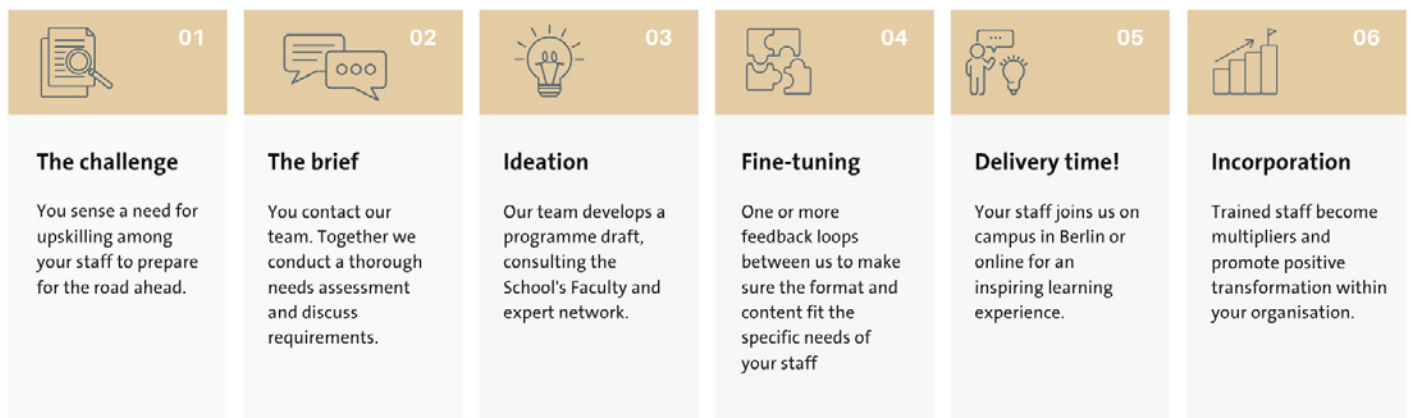 01
The challenge
You sense a need for
upskilling among
your staff to prepare
for the road ahead.
02
The brief
You contact our
team. Together we
conduct a thorough
needs assessment
and discuss
requirements.
03
Ideation
Our team develops a
programme draft,
consulting the
School's Faculty and
expert network.
04
Fine-tuning
One or more
feedback loops
between us to make
sure the format and
content fit the
specific needs of
your staff
05
Delivery time!
Your staff joins us on
campus in Berlin or
online for an
inspiring learning
experience.
06
Incorporation
Trained staff become
multipliers and
promote positive
transformation within
your organisation.